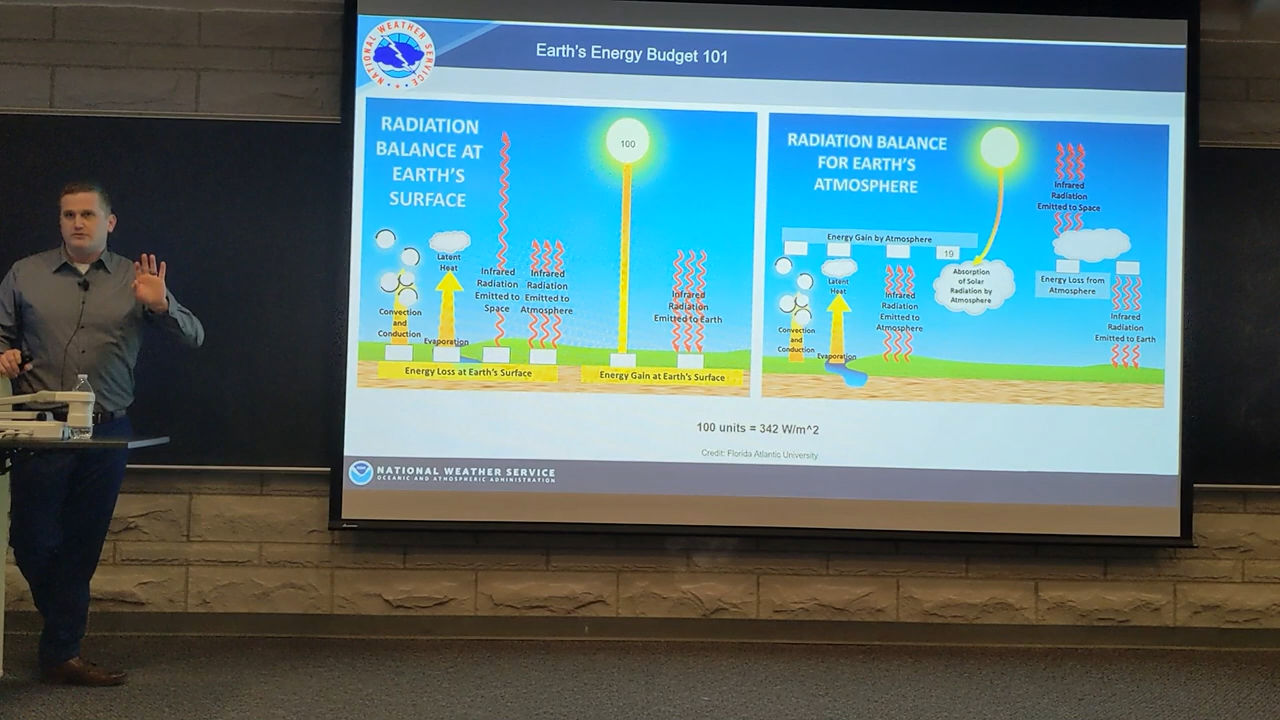 NATIONAL WEATHER SERVICE
Earth's Energy Budget 101
RADIATION
BALANCE AT
EARTH'S
SURFACE
100
Latent
Heat
Convection
and
Conduction
Evaporation
Infrared
Radiation
Emitted to
Space
Infrared
Radiation
Emitted to
Atmosphere
Infrared
Radiation
Emitted to Earth
Energy Loss at Earth's Surface
Energy Gain at Earth's Surface
RADIATION BALANCE
FOR EARTH'S
ATMOSPHERE
Energy Gain by Atmosphere
19
Latent
Heat
Convection
and
Conduction
Evaporation
Infrared
Radiation
Emitted to
Atmosphere
Absorption
of Solar
Radiation by
Atmosphere
Infrared
Radiation
Emitted to Space
Energy Loss from
Atmosphere
Infrared
Radiation
Emitted to Earth
100 units = 342 W/m^2
Credit: Florida Atlantic University
NATIONAL WEATHER SERVICE
OCEANIC AND ATMOSPHERIC ADMINISTRATION